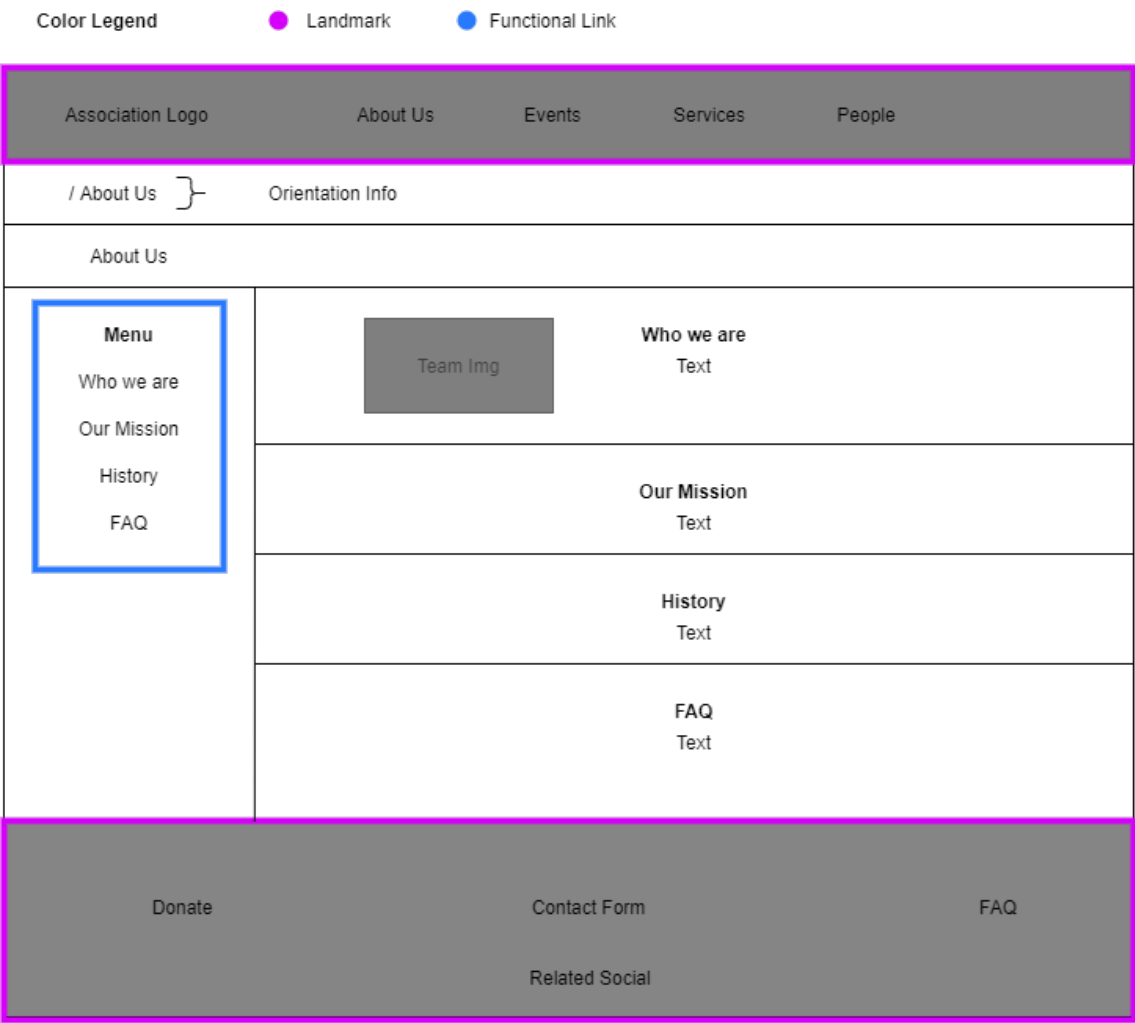 Color Legend Landmark Functional Link
Association Logo About Us Events Services People
/ About Us Orientation Info
About Us
Menu
Who we are
Our Mission
History
FAQ
Team Img
Who we are
Text
Our Mission
Text
History
Text
FAQ
Text
Donate Contact Form FAQ
Related Social